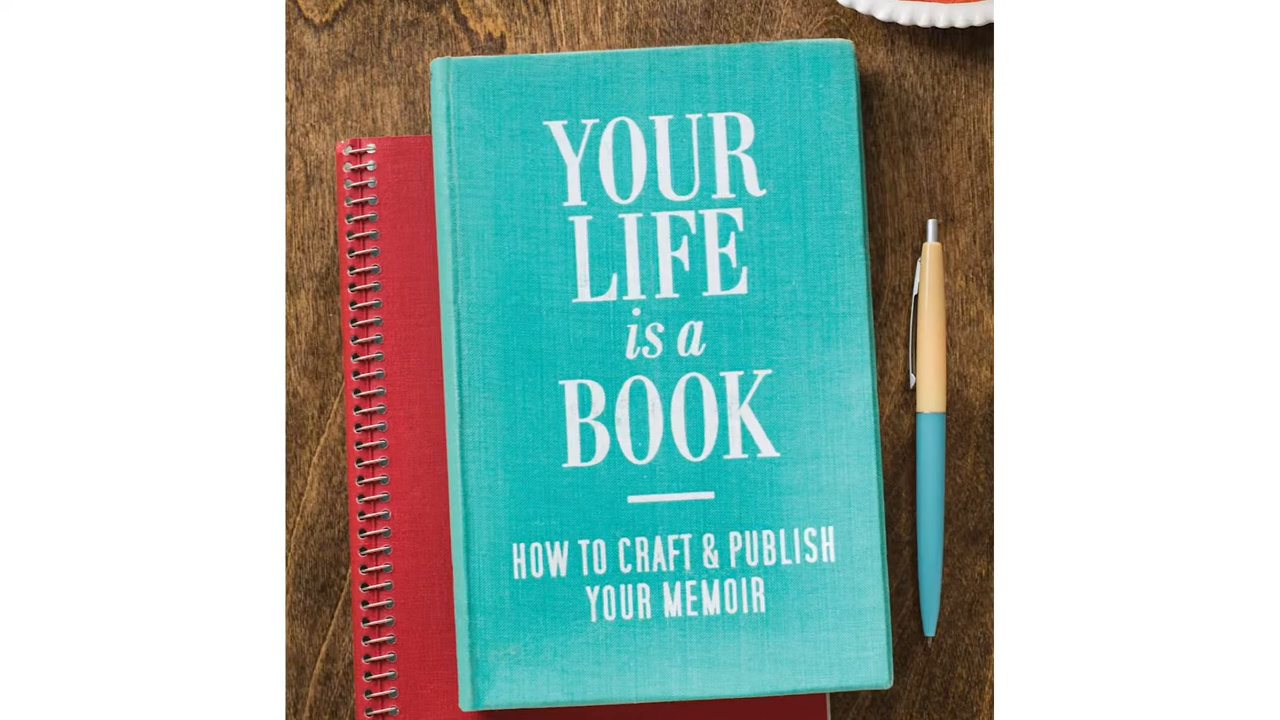 YOUR
LIFE
is a
BOOK
HOW TO CRAFT & PUBLISH
YOUR MEMOIR